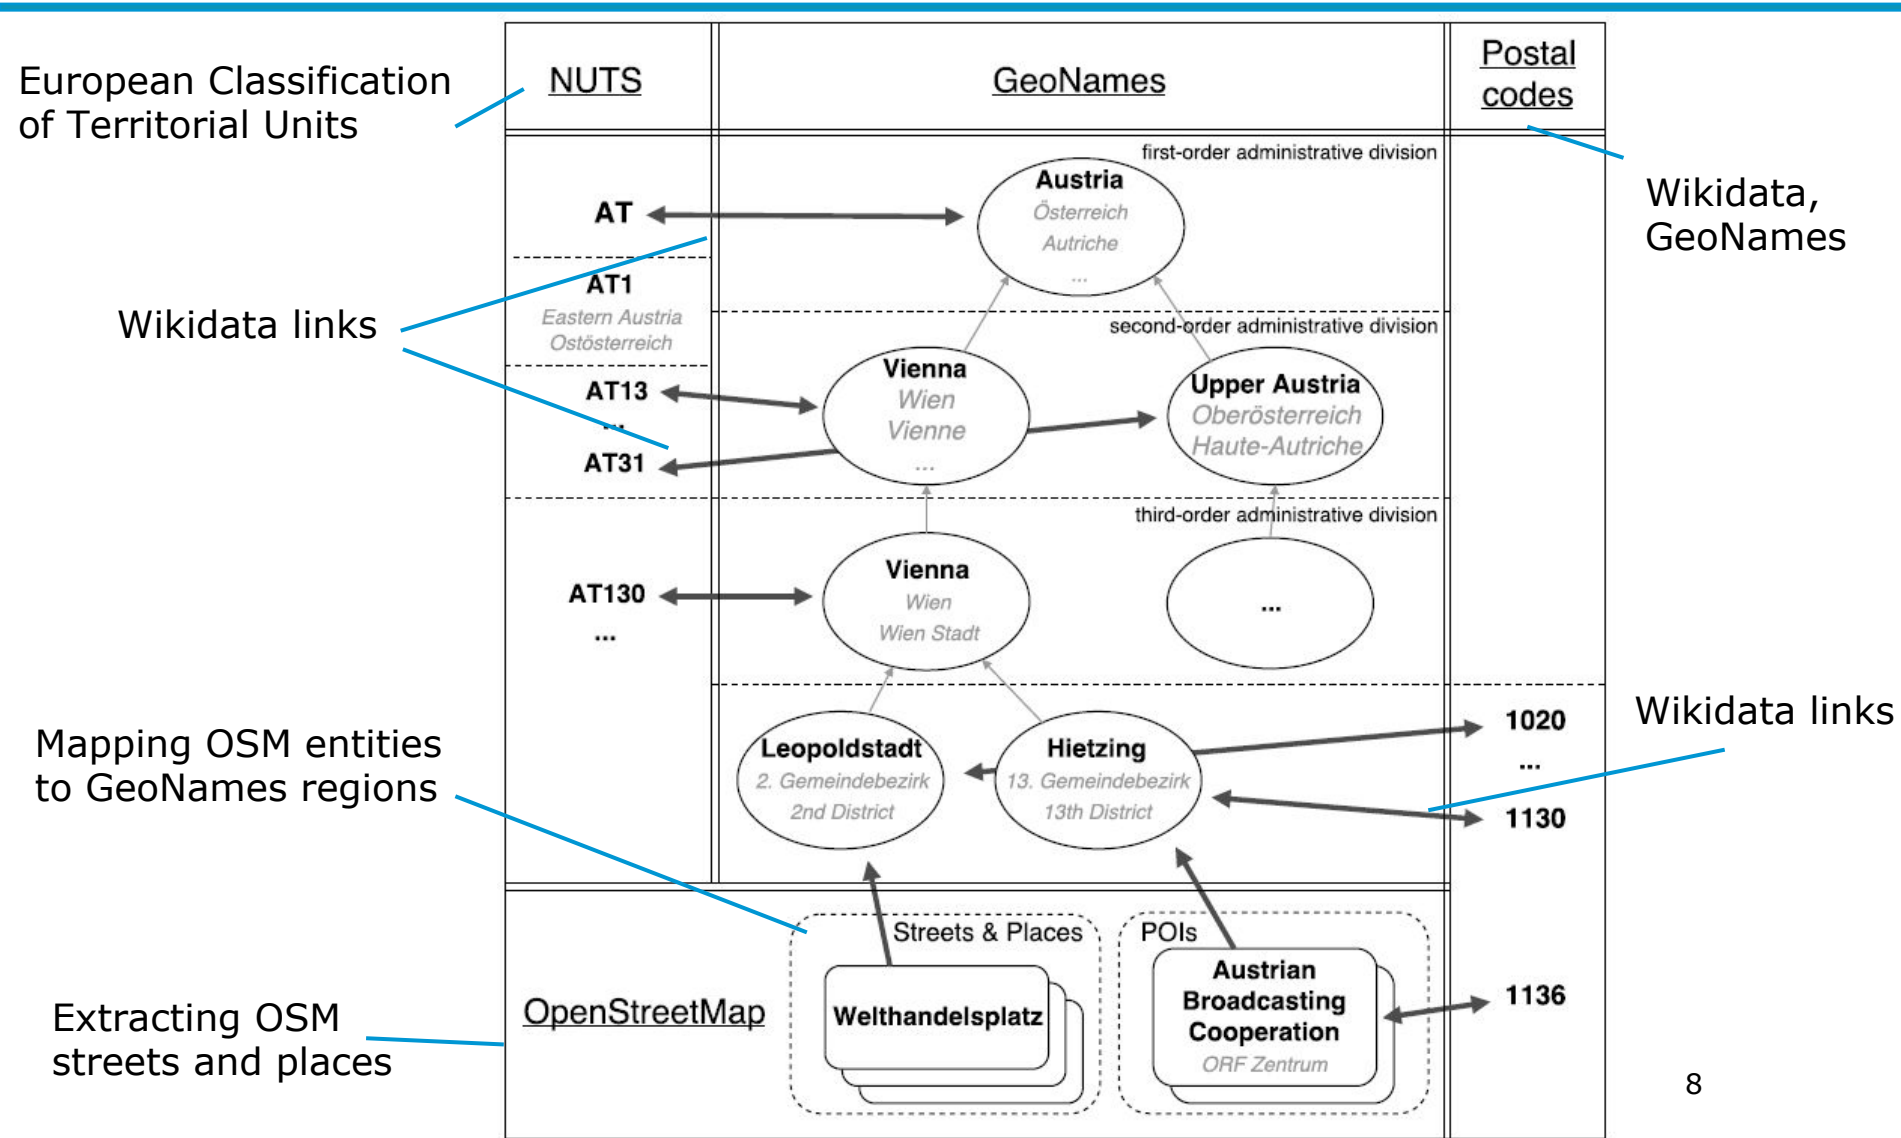 European Classification
of Territorial Units
NUTS
GeoNames
Postal
codes
Wikidata,
GeoNames
first-order administrative division
AT
Austria
Österreich
Autriche
...
AT1
Eastern Austria
Ostösterreich
Wikidata links
second-order administrative division
AT13
...
AT31
Vienna
Wien
Vienne
...
Upper Austria
Oberösterreich
Haute-Autriche
third-order administrative division
AT130
...
Vienna
Wien
Wien Stadt
...
Leopoldstadt
2. Gemeindebezirk
2nd District
Hietzing
13. Gemeindebezirk
13th District
1020
...
1130
Wikidata links
Mapping OSM entities
to GeoNames regions
Streets & Places
POIs
OpenStreetMap
Welthandelsplatz
Austrian
Broadcasting
Cooperation
ORF Zentrum
1136
Extracting OSM
streets and places
8